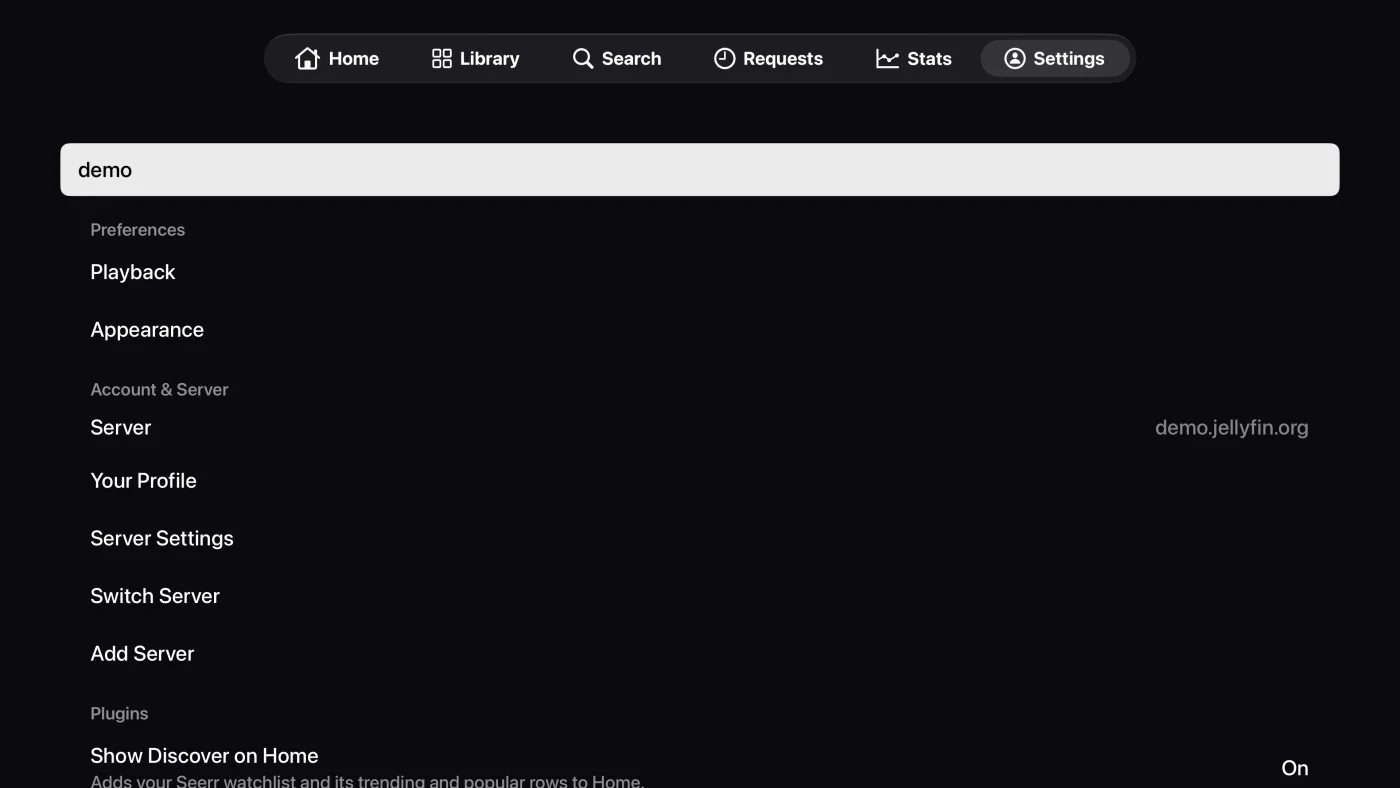 Home Library Search Requests Stats Settings
demo
Preferences
Playback
Appearance
Account & Server
Server demo.jellyfin.org
Your Profile
Server Settings
Switch Server
Add Server
Plugins
Show Discover on Home On
Adds your Seerr watchlist and its trending and popular rows to Home.